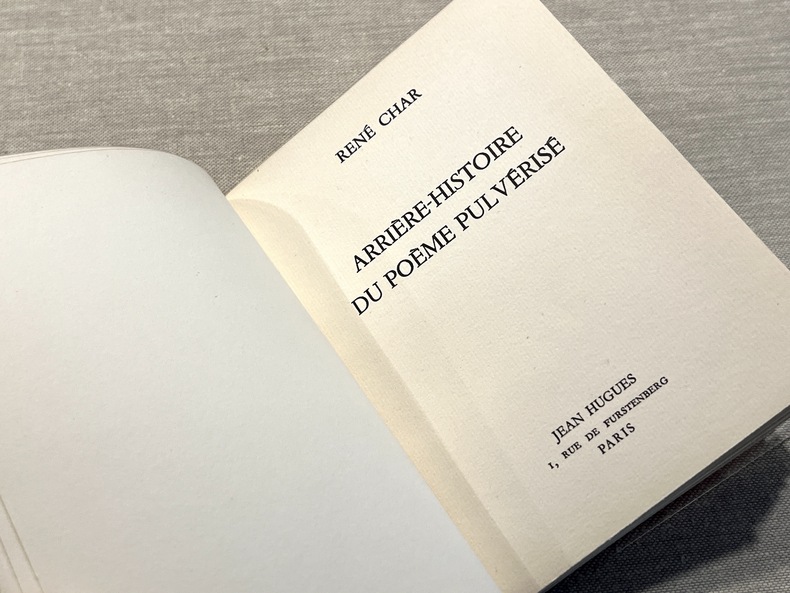 RENÉ CHAR
ARRIÈRE-HISTOIRE
DU POÈME PULVÉRISÉ
JEAN HUGUES
1, RUE DE FURSTENBERG
PARIS